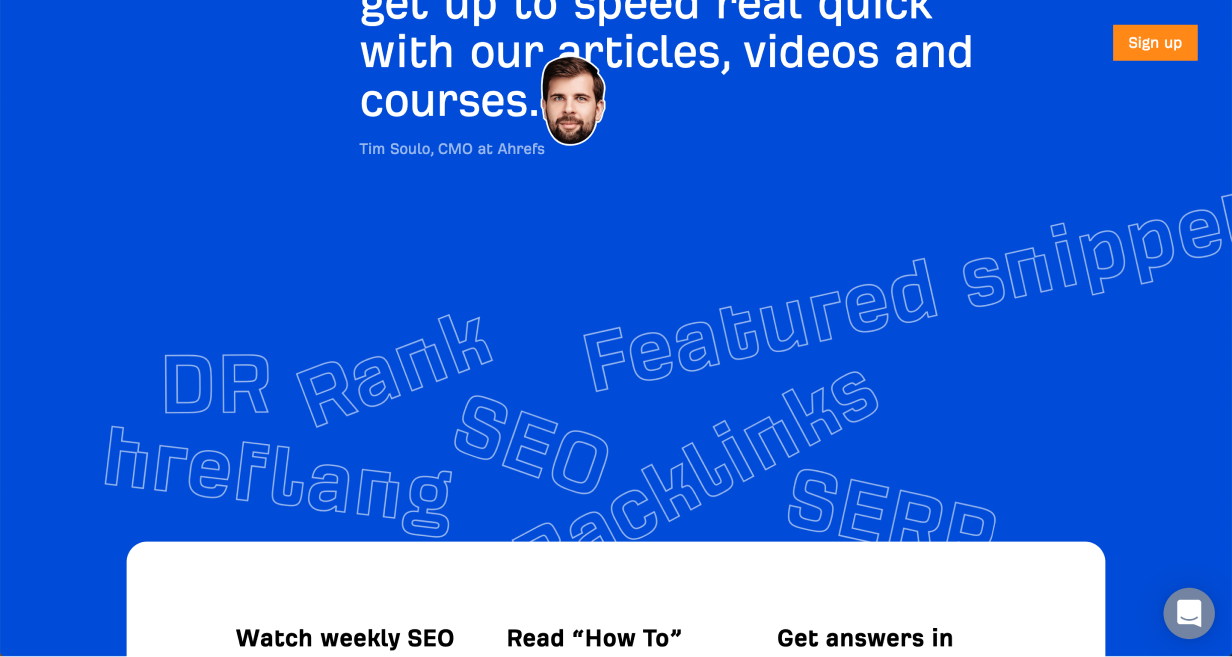 get up to speed real quick
with our articles, videos and
courses.
Sign up
Tim Soulo, CMO at Ahrefs
Featured
DR Rank
SEO
hreflang
Backlinks
SERP
Watch weekly SEO
Read “How To”
Get answers in